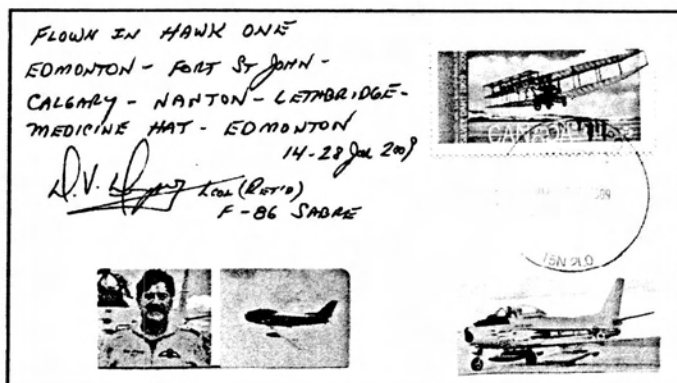 FLOWN IN HAWK ONE
EDMONTON - FORT ST JOHN -
CALGARY - NANTON - LETHBRIDGE -
MEDICINE HAT - EDMONTON
14-28 Jul 2009
D.V.
LCOL (RET'D)
F-86 SABRE
CANADA
09